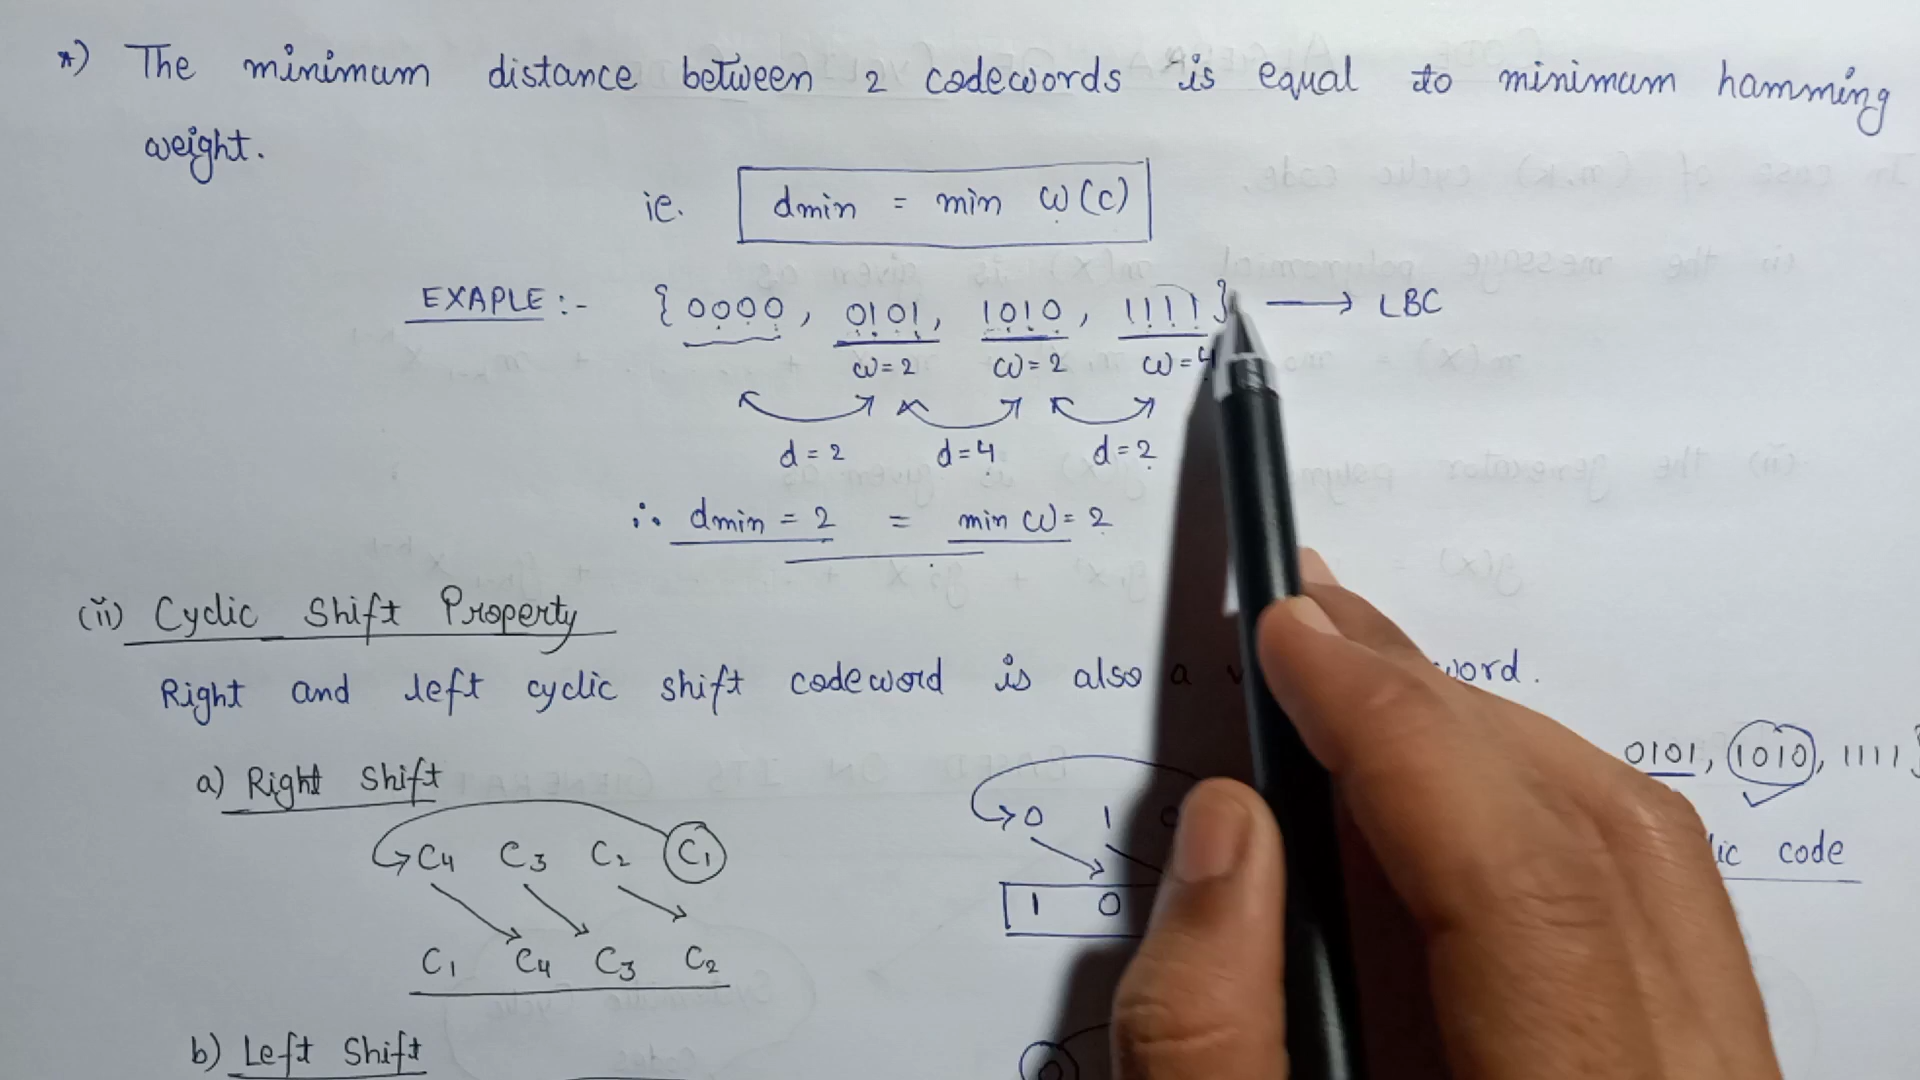 *) The minimum distance between 2 codewords is equal to minimum hamming
weight.
ie. dmin = min w(c)
EXAPLE :- {0000, 0101, 1010, 1111} → LBC
w=2 w=2 w=4
d=2 d=4 d=2
∴ dmin = 2 = min w = 2
(ii) Cyclic Shift Property
Right and left cyclic shift codeword is also a word.
a) Right Shift
0101, 1010, 1111}
0 1
C4 C3 C2 C1
code
1 0
C1 C4 C3 C2
b) Left Shift